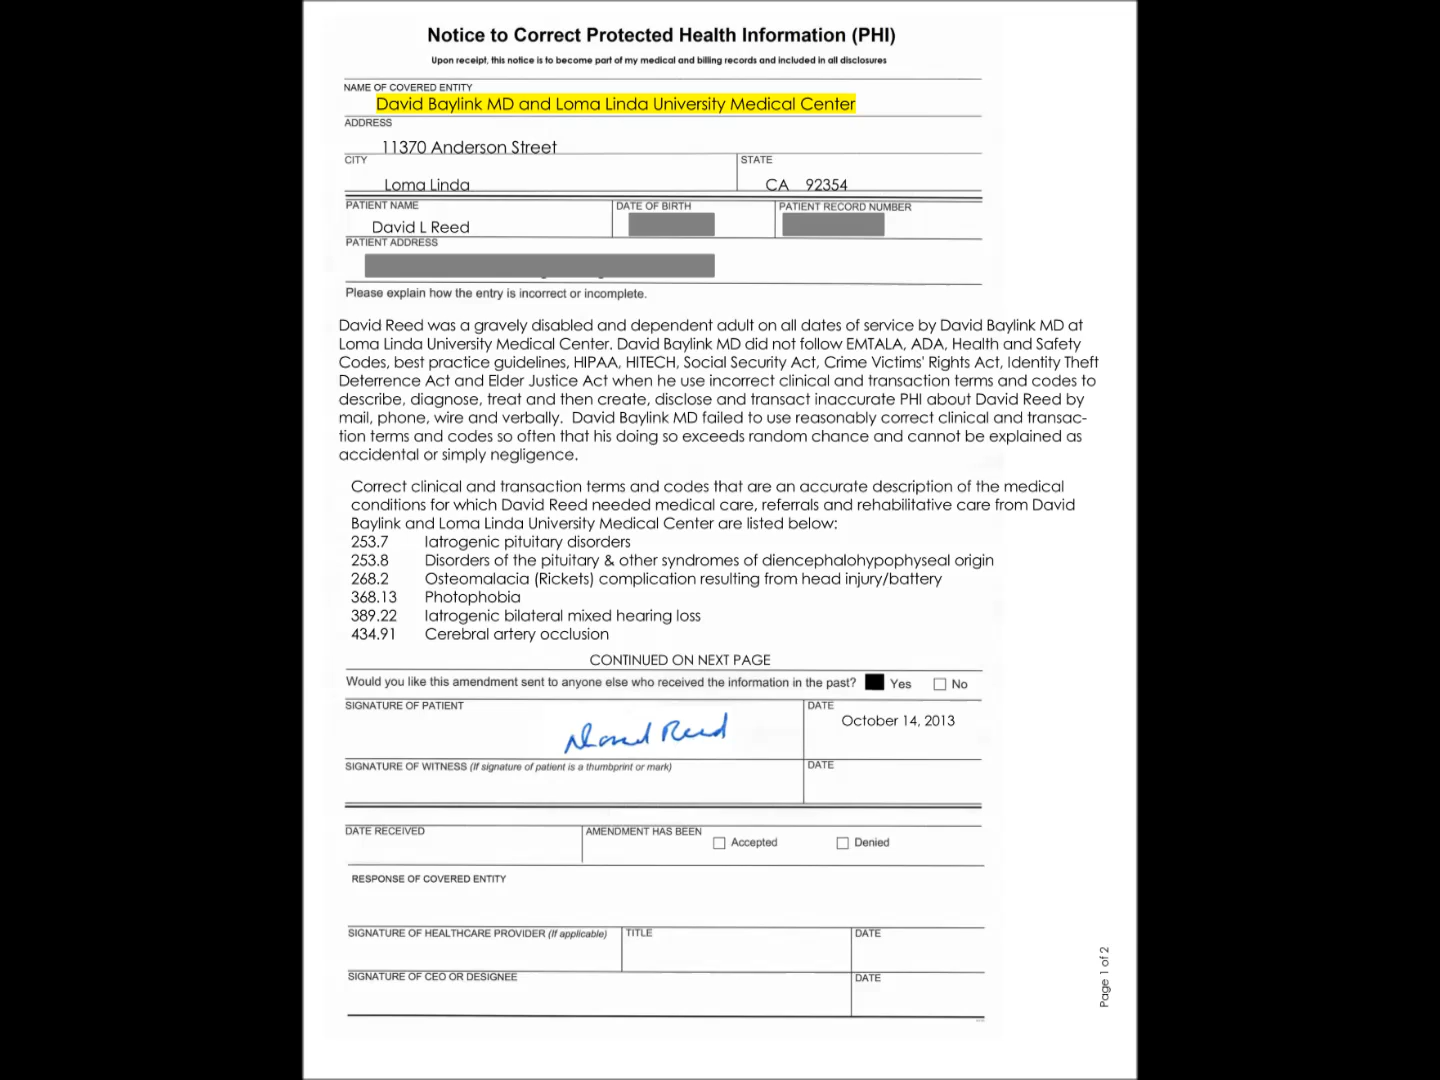 Notice to Correct Protected Health Information (PHI)
Upon receipt, this notice is to become part of my medical and billing records and included in all disclosures
NAME OF COVERED ENTITY
David Baylink MD and Loma Linda University Medical Center
ADDRESS
11370 Anderson Street
CITY
STATE
Loma Linda
CA 92354
PATIENT NAME
DATE OF BIRTH
PATIENT RECORD NUMBER
David L Reed
PATIENT ADDRESS
Please explain how the entry is incorrect or incomplete.
David Reed was a gravely disabled and dependent adult on all dates of service by David Baylink MD at
Loma Linda University Medical Center. David Baylink MD did not follow EMTALA, ADA, Health and Safety
Codes, best practice guidelines, HIPAA, HITECH, Social Security Act, Crime Victims' Rights Act, Identity Theft
Deterrence Act and Elder Justice Act when he use incorrect clinical and transaction terms and codes to
describe, diagnose, treat and then create, disclose and transact inaccurate PHI about David Reed by
mail, phone, wire and verbally. David Baylink MD failed to use reasonably correct clinical and transac-
tion terms and codes so often that his doing so exceeds random chance and cannot be explained as
accidental or simply negligence.
Correct clinical and transaction terms and codes that are an accurate description of the medical
conditions for which David Reed needed medical care, referrals and rehabilitative care from David
Baylink and Loma Linda University Medical Center are listed below:
253.7 Iatrogenic pituitary disorders
253.8 Disorders of the pituitary & other syndromes of diencephalohypophyseal origin
268.2 Osteomalacia (Rickets) complication resulting from head injury/battery
368.13 Photophobia
389.22 Iatrogenic bilateral mixed hearing loss
434.91 Cerebral artery occlusion
CONTINUED ON NEXT PAGE
Would you like this amendment sent to anyone else who received the information in the past? Yes No
SIGNATURE OF PATIENT
DATE
David Reed
October 14, 2013
SIGNATURE OF WITNESS (If signature of patient is a thumbprint or mark)
DATE
DATE RECEIVED
AMENDMENT HAS BEEN
Accepted
Denied
RESPONSE OF COVERED ENTITY
SIGNATURE OF HEALTHCARE PROVIDER (If applicable)
TITLE
DATE
SIGNATURE OF CEO OR DESIGNEE
DATE
Page 1 of 2